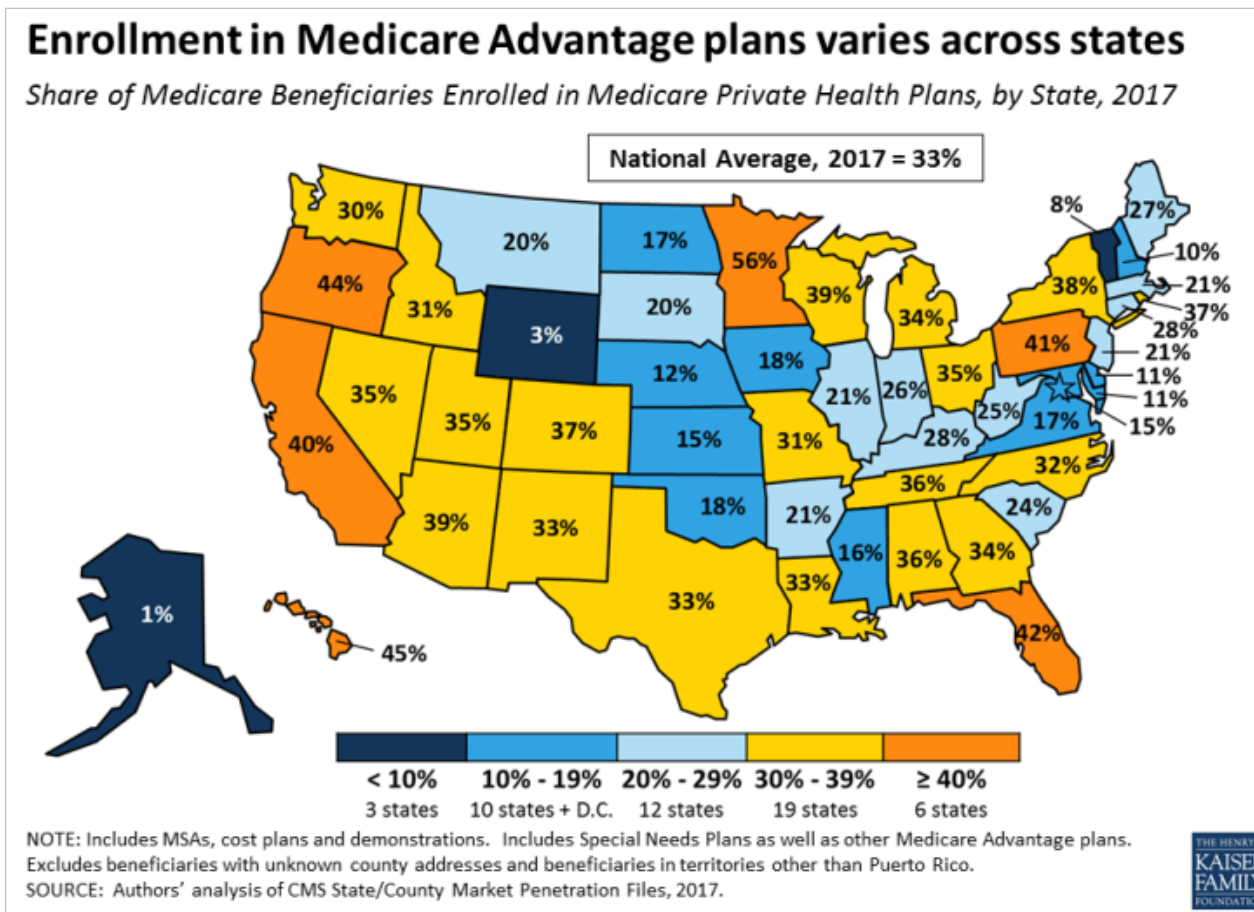 Enrollment in Medicare Advantage plans varies across states
Share of Medicare Beneficiaries Enrolled in Medicare Private Health Plans, by State, 2017
National Average, 2017 = 33%
8%
27%
30%
20%
17%
56%
10%
44%
31%
39%
38%
21%
3%
20%
34%
37%
28%
18%
41%
21%
12%
35%
11%
35%
21%
26%
25%
11%
35%
37%
15%
31%
28%
17%
15%
40%
36%
32%
39%
33%
18%
21%
24%
16%
36%
34%
33%
33%
1%
42%
45%
< 10%
10% - 19%
20% - 29%
30% - 39%
≥ 40%
3 states
10 states + D.C.
12 states
19 states
6 states
NOTE: Includes MSAs, cost plans and demonstrations. Includes Special Needs Plans as well as other Medicare Advantage plans.
Excludes beneficiaries with unknown county addresses and beneficiaries in territories other than Puerto Rico.
SOURCE: Authors' analysis of CMS State/County Market Penetration Files, 2017.
THE HENRY
KAISER
FAMILY
FOUNDATION